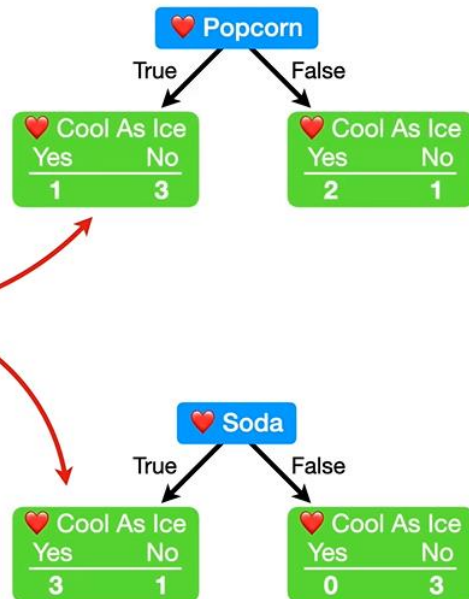 ❤️ Popcorn
True False
❤️ Cool As Ice
Yes No
1 3
❤️ Cool As Ice
Yes No
2 1
❤️ Soda
True False
❤️ Cool As Ice
Yes No
3 1
❤️ Cool As Ice
Yes No
0 3